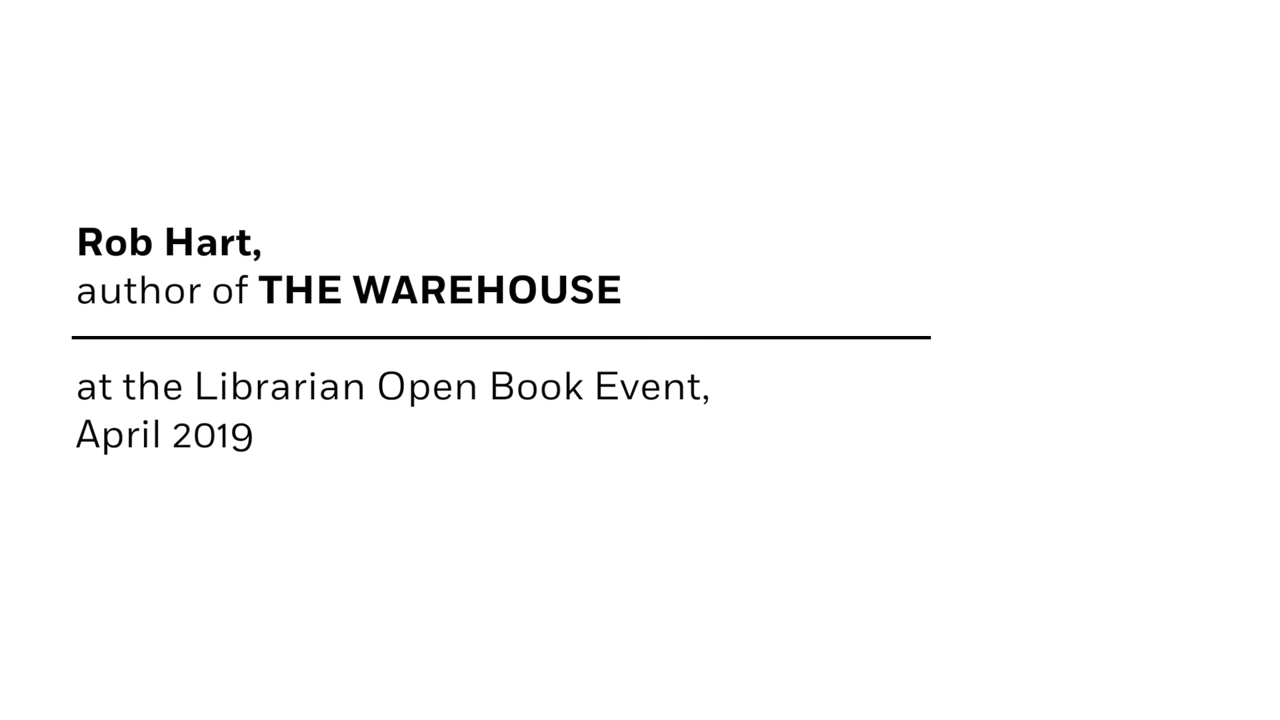 Rob Hart,
author of THE WAREHOUSE
at the Librarian Open Book Event,
April 2019